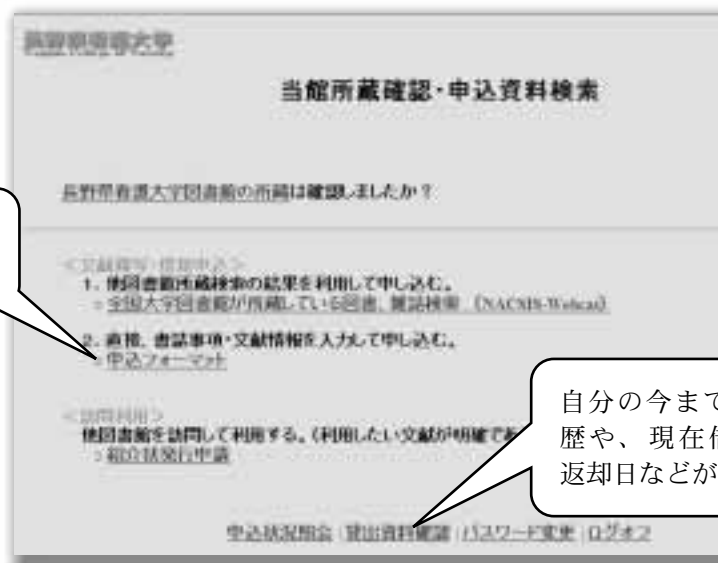 長野県看護大学
当館所蔵確認・申込資料検索
長野県看護大学図書館の所蔵は確認しましたか?
＜文献複写・借用申込＞
1. 他図書館所蔵検索の結果を利用して申し込む。
全国大学図書館が所蔵している図書、雑誌検索 (NACSIS-Webcat)
2. 直接、書誌事項・文献情報を入力して申し込む。
申込フォーマット
＜訪問利用＞
他図書館を訪問して利用する。(利用したい文献が明確であ
紹介状発行申請
自分の今まで
歴や、現在借
返却日などが
申込状況照会 | 貸出資料確認 | パスワード変更 | ログオフ